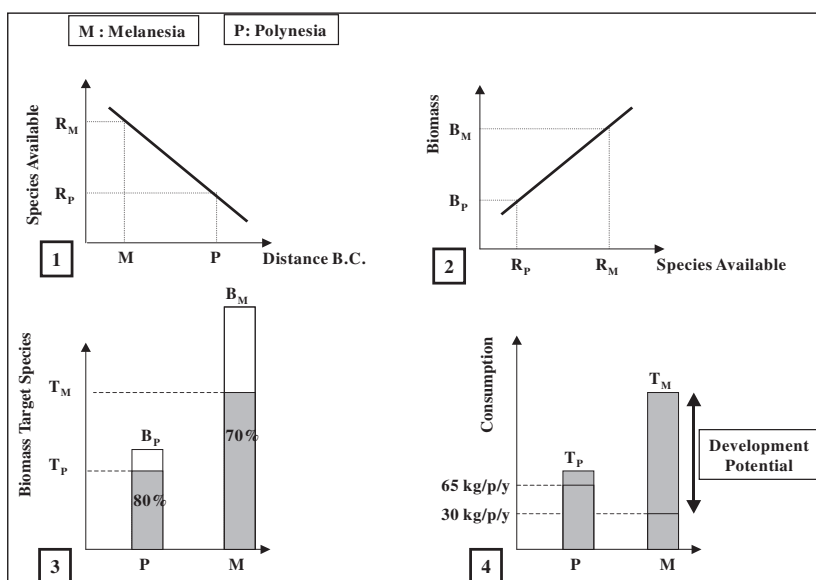 M : Melanesia
P: Polynesia
Species Available
R_M
R_P
1
M
P
Distance B.C.
Biomass
B_M
B_P
2
R_P
R_M
Species Available
Biomass Target Species
T_M
T_P
B_P
80%
B_M
70%
3
P
M
Consumption
T_M
T_P
65 kg/p/y
30 kg/p/y
Development
Potential
4
P
M